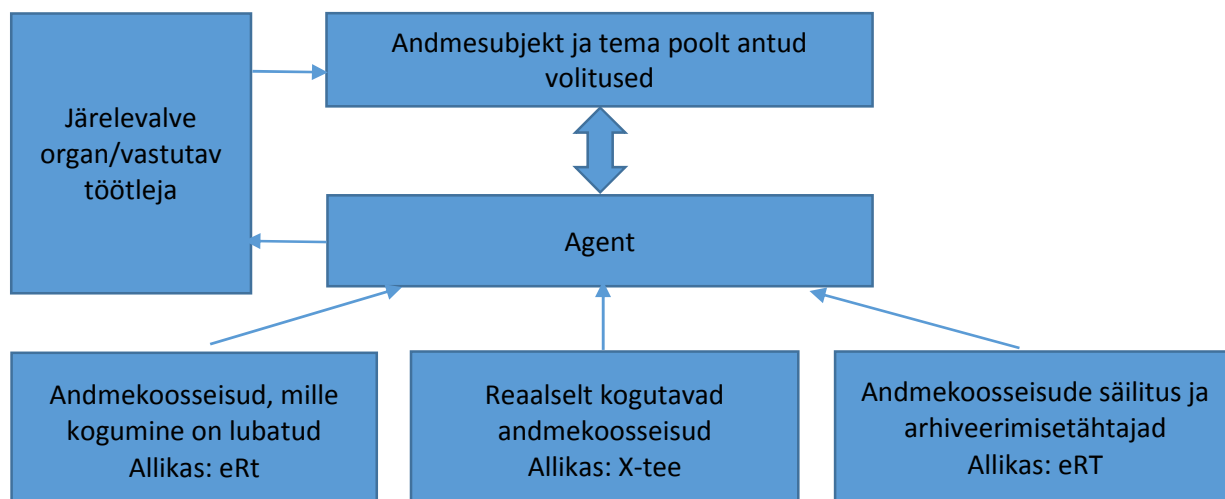 Andmesubjekt ja tema poolt antud
volitused
Järelevalve
organ/vastutav
töötleja
Agent
Andmekoosseisud, mille
kogumine on lubatud
Allikas: eRt
Reaalselt kogutavad
andmekoosseisud
Allikas: X-tee
Andmekoosseisude säilitus ja
arhiveerimisetähtajad
Allikas: eRT